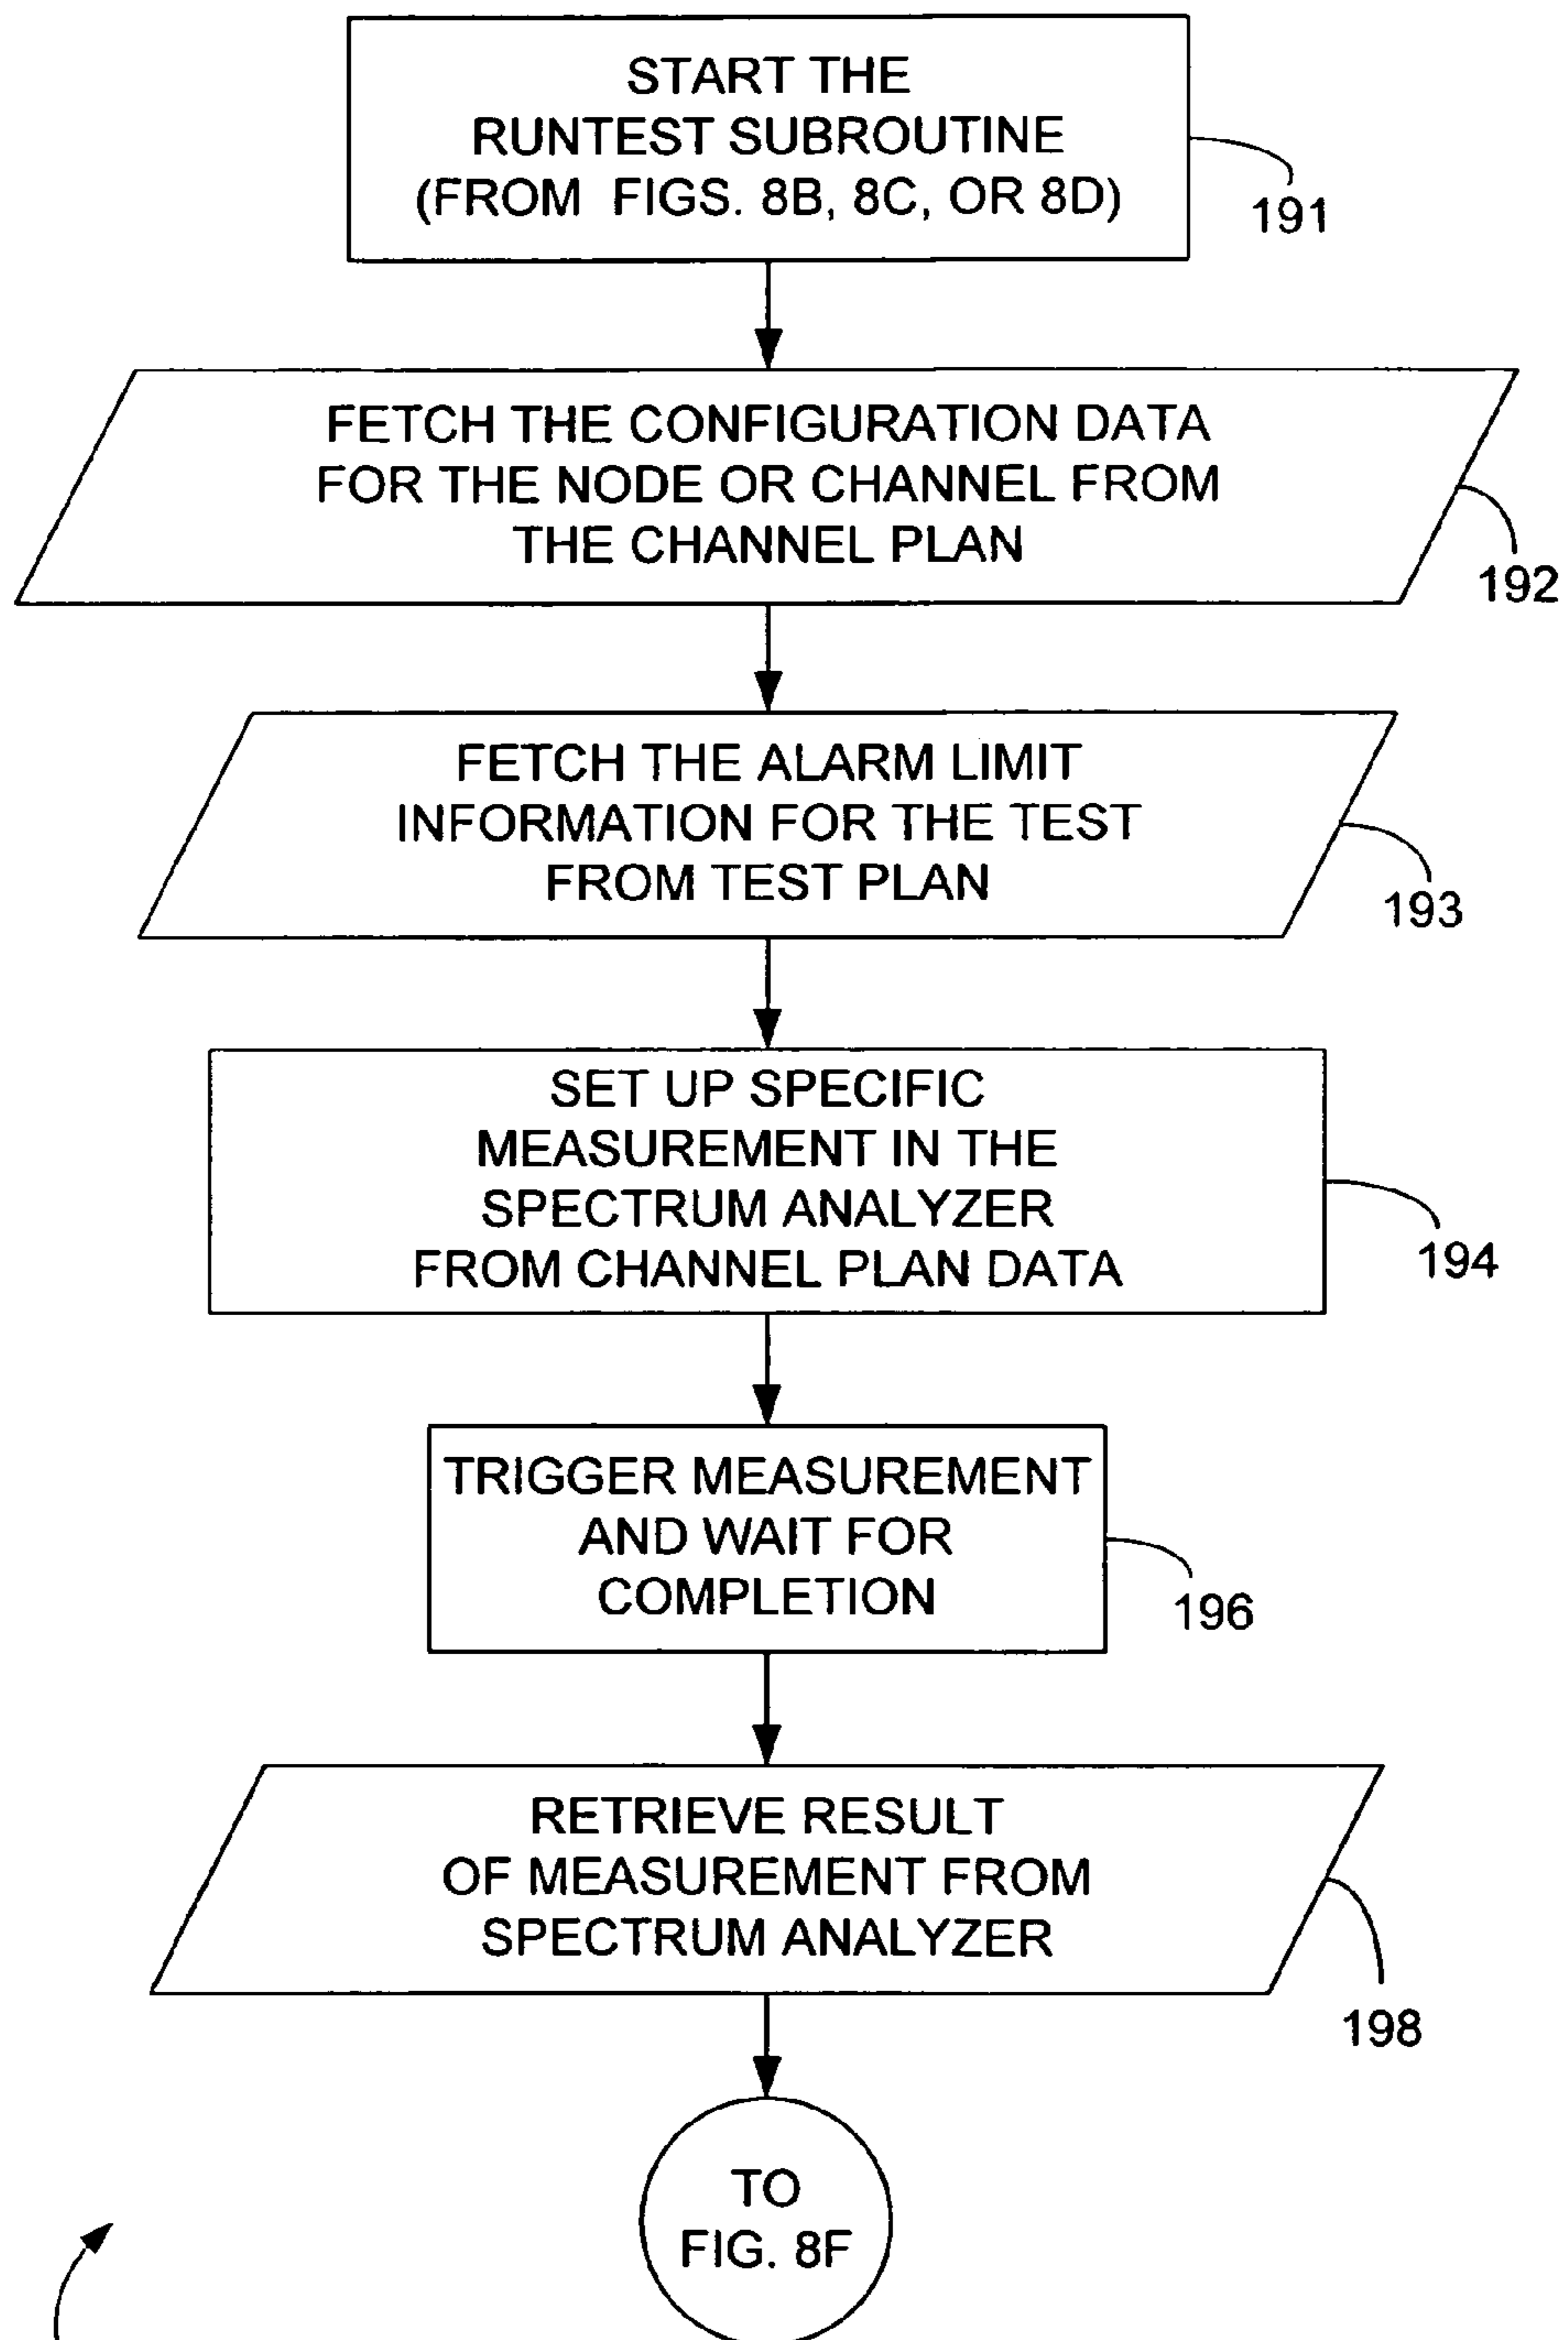 START THE
RUNTEST SUBROUTINE
(FROM FIGS. 8B, 8C, OR 8D)
191
FETCH THE CONFIGURATION DATA
FOR THE NODE OR CHANNEL FROM
THE CHANNEL PLAN
192
FETCH THE ALARM LIMIT
INFORMATION FOR THE TEST
FROM TEST PLAN
193
SET UP SPECIFIC
MEASUREMENT IN THE
SPECTRUM ANALYZER
FROM CHANNEL PLAN DATA
194
TRIGGER MEASUREMENT
AND WAIT FOR
COMPLETION
196
RETRIEVE RESULT
OF MEASUREMENT FROM
SPECTRUM ANALYZER
198
TO
FIG. 8F